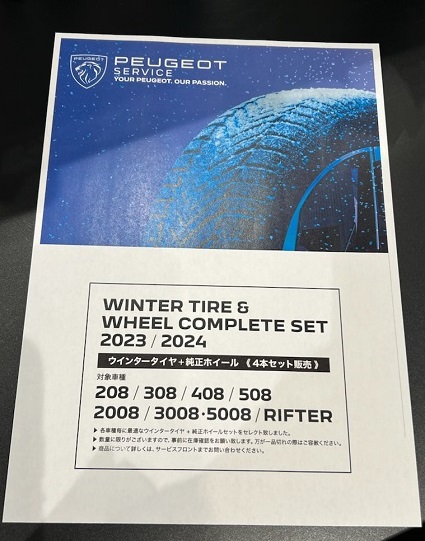 PEUGEOT
PEUGEOT
SERVICE
YOUR PEUGEOT. OUR PASSION.
WINTER TIRE &
WHEEL COMPLETE SET
2023 / 2024
ウインタータイヤ+純正ホイール 《 4本セット販売 》
対象車種
208 / 308 / 408 / 508
2008 / 3008・5008 / RIFTER
▶ 各車種毎に最適なウインタータイヤ + 純正ホイールセットをセレクト致しました。
▶ 数量に限りがございますので、事前に在庫確認をお願い致します。万が一品切れの際はご容赦ください。
▶ 商品について詳しくは、サービスフロントまでお問い合わせください。